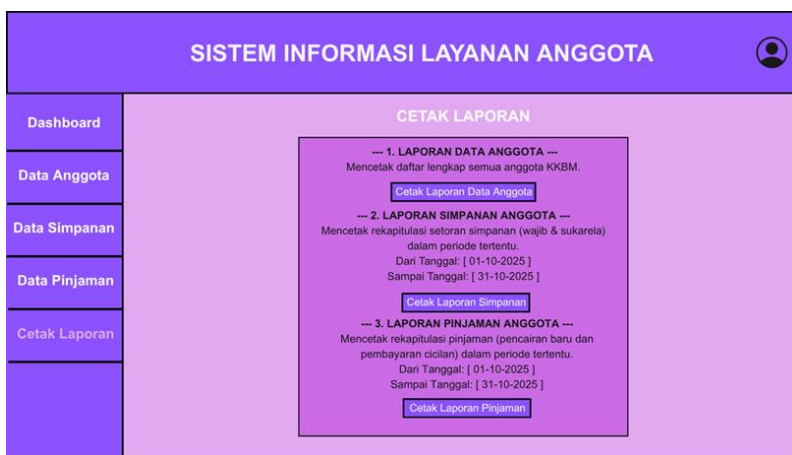 SISTEM INFORMASI LAYANAN ANGGOTA
Dashboard
Data Anggota
Data Simpanan
Data Pinjaman
Cetak Laporan
CETAK LAPORAN
--- 1. LAPORAN DATA ANGGOTA ---
Mencetak daftar lengkap semua anggota KKBM.
Cetak Laporan Data Anggota
--- 2. LAPORAN SIMPANAN ANGGOTA ---
Mencetak rekapitulasi setoran simpanan (wajib & sukarela)
dalam periode tertentu.
Dari Tanggal: [ 01-10-2025 ]
Sampai Tanggal: [ 31-10-2025 ]
Cetak Laporan Simpanan
--- 3. LAPORAN PINJAMAN ANGGOTA ---
Mencetak rekapitulasi pinjaman (pencairan baru dan
pembayaran cicilan) dalam periode tertentu.
Dari Tanggal: [ 01-10-2025 ]
Sampai Tanggal: [ 31-10-2025 ]
Cetak Laporan Pinjaman